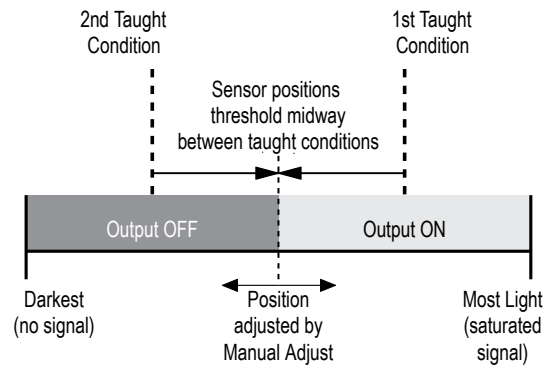 2nd Taught
Condition
1st Taught
Condition
Sensor positions
threshold midway
between taught conditions
Output OFF
Output ON
Darkest
(no signal)
Position
adjusted by
Manual Adjust
Most Light
(saturated
signal)